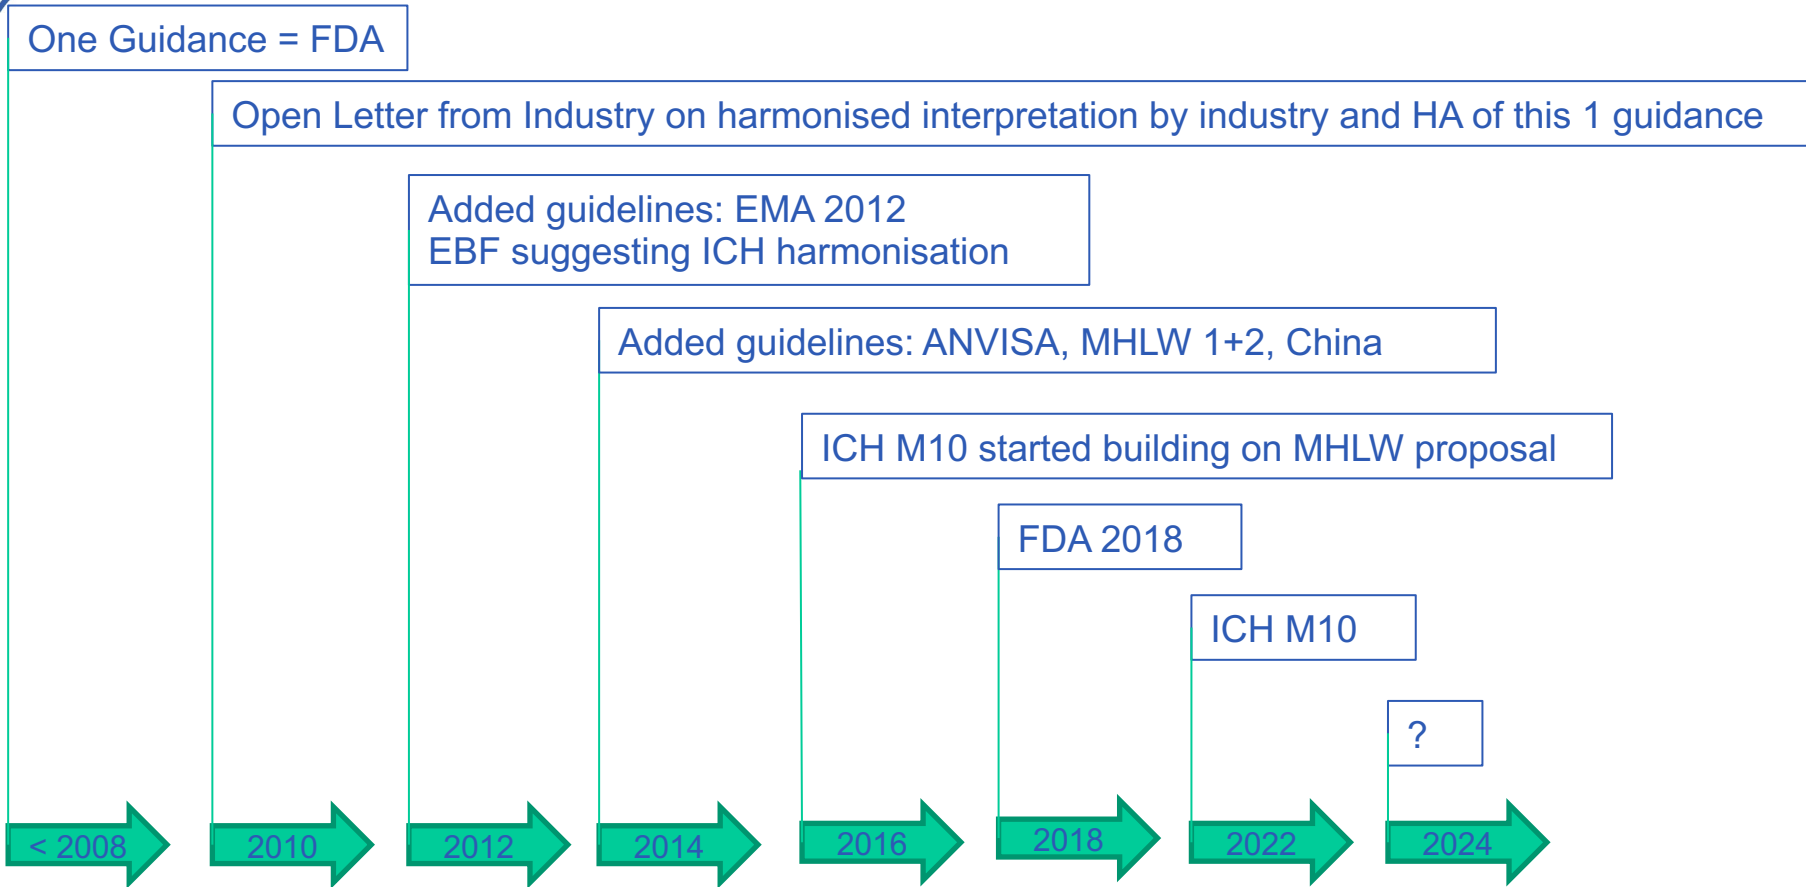 One Guidance = FDA
Open Letter from Industry on harmonised interpretation by industry and HA of this 1 guidance
Added guidelines: EMA 2012
EBF suggesting ICH harmonisation
Added guidelines: ANVISA, MHLW 1+2, China
ICH M10 started building on MHLW proposal
FDA 2018
ICH M10
?
< 2008
2010
2012
2014
2016
2018
2022
2024